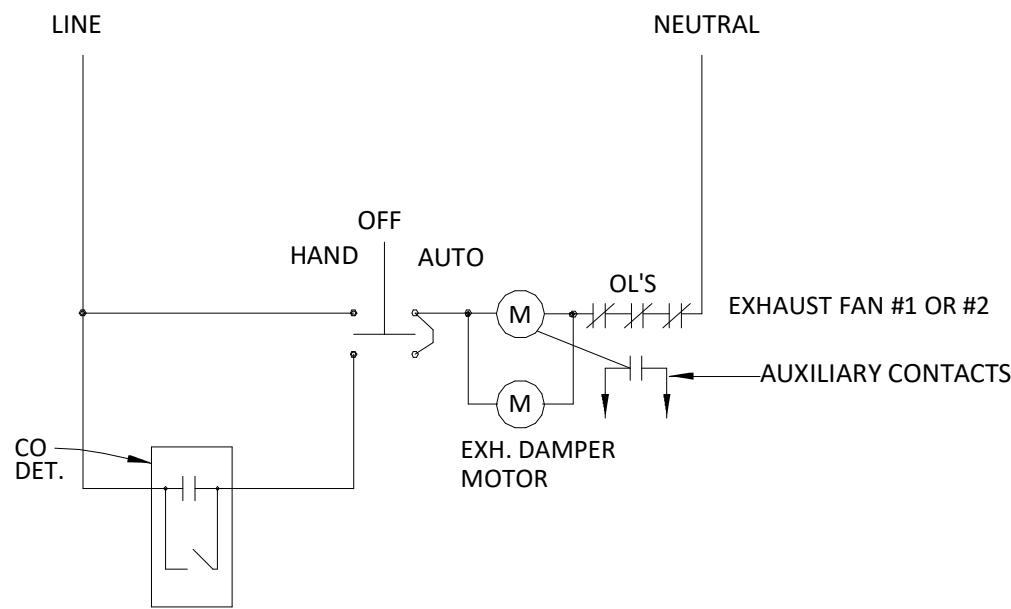 LINE
NEUTRAL
OFF
HAND
AUTO
OL'S
M
EXHAUST FAN #1 OR #2
AUXILIARY CONTACTS
M
EXH. DAMPER
MOTOR
CO
DET.